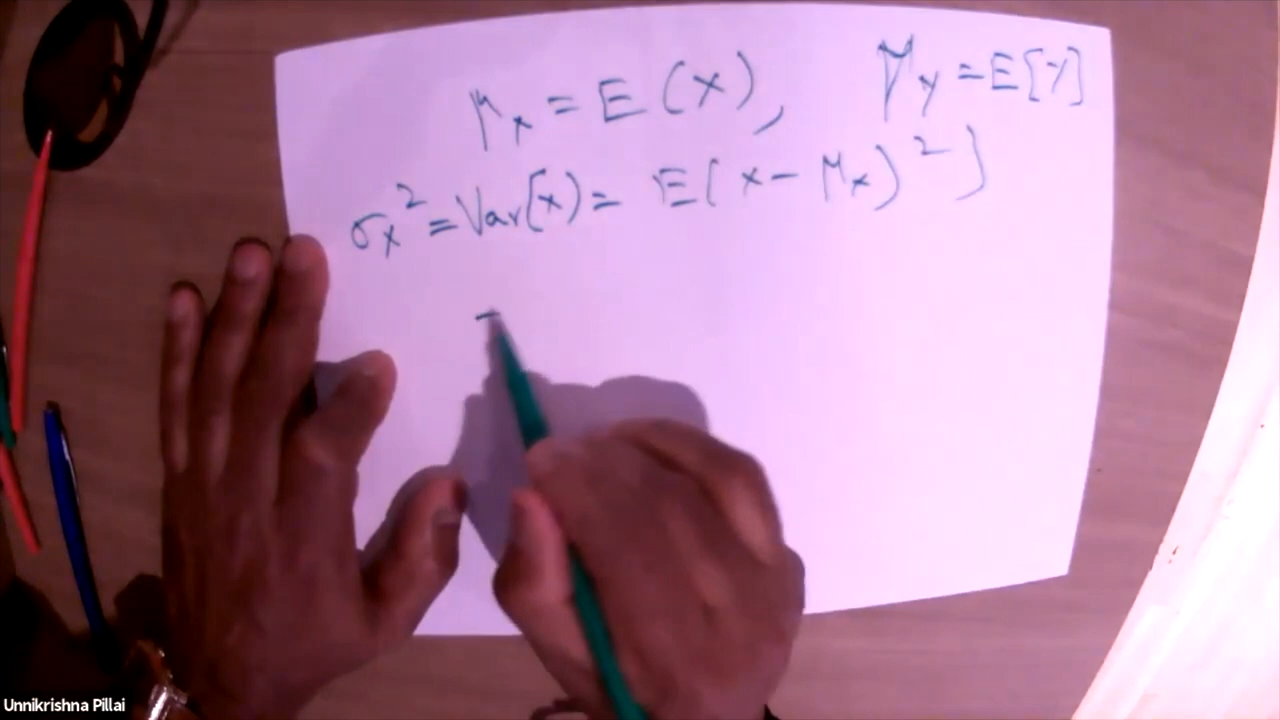 μx = E(x), μy = E[Y]
σx² = Var(x) = E(x - μx)²}
Unnikrishna Pillai